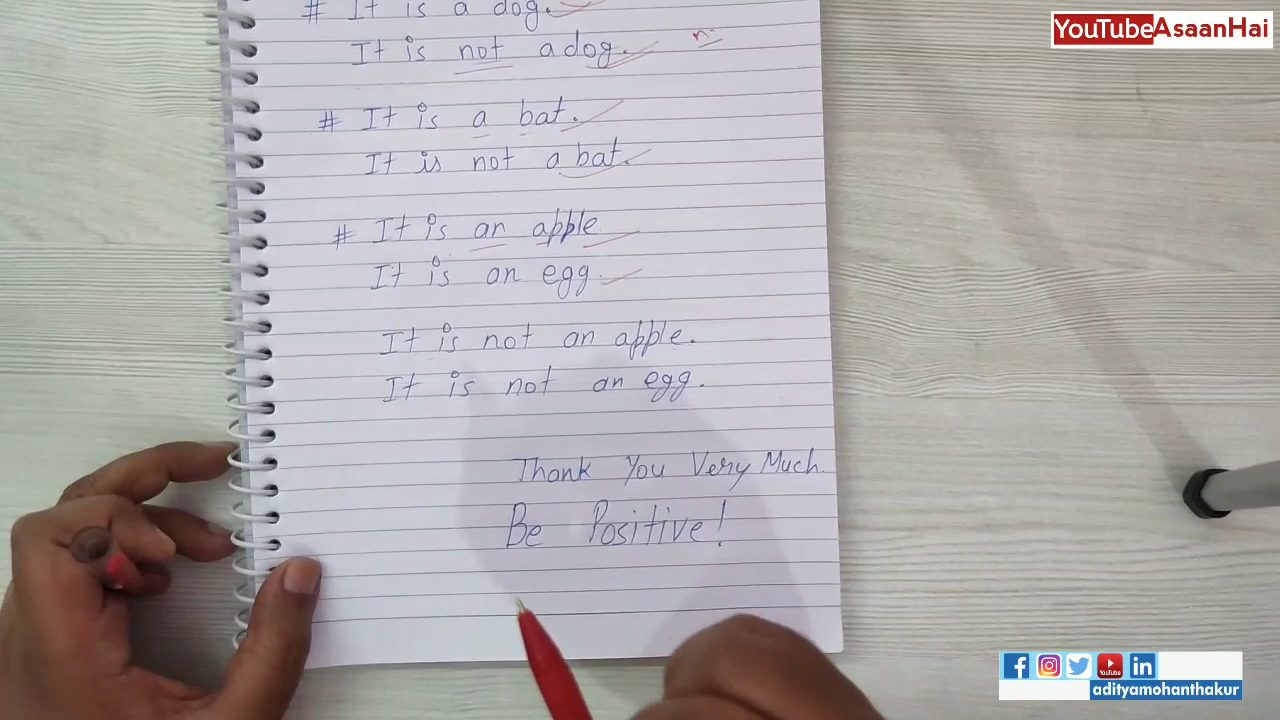 # It is a dog.
It is not a dog.
# It is a bat.
It is not a bat.
# It is an apple
It is an egg.
It is not an apple.
It is not an egg.
Thank You Very Much.
Be Positive!
YouTubeAsaanHai
YouTube
in
adityamohanthakur